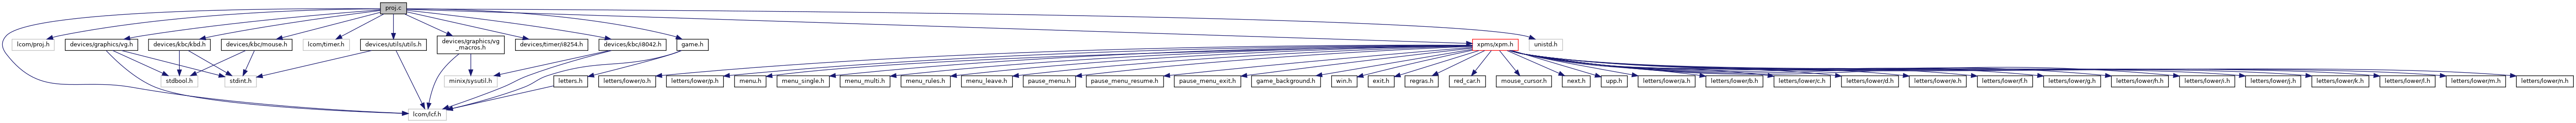 proj.c
lcom/proj.h
devices/graphics/vg.h
devices/kbc/kbd.h
devices/kbc/mouse.h
lcom/timer.h
devices/utils/utils.h
devices/graphics/vg
_macros.h
devices/timer/i8254.h
devices/kbc/i8042.h
game.h
xpms/xpm.h
unistd.h
stdbool.h
stdint.h
minix/sysutil.h
letters.h
letters/lower/o.h
letters/lower/p.h
menu.h
menu_single.h
menu_multi.h
menu_rules.h
menu_leave.h
pause_menu.h
pause_menu_resume.h
pause_menu_exit.h
game_background.h
win.h
exit.h
regras.h
red_car.h
mouse_cursor.h
next.h
upp.h
letters/lower/a.h
letters/lower/b.h
letters/lower/c.h
letters/lower/d.h
letters/lower/e.h
letters/lower/f.h
letters/lower/g.h
letters/lower/h.h
letters/lower/i.h
letters/lower/j.h
letters/lower/k.h
letters/lower/l.h
letters/lower/m.h
letters/lower/n.h
lcom/lcf.h